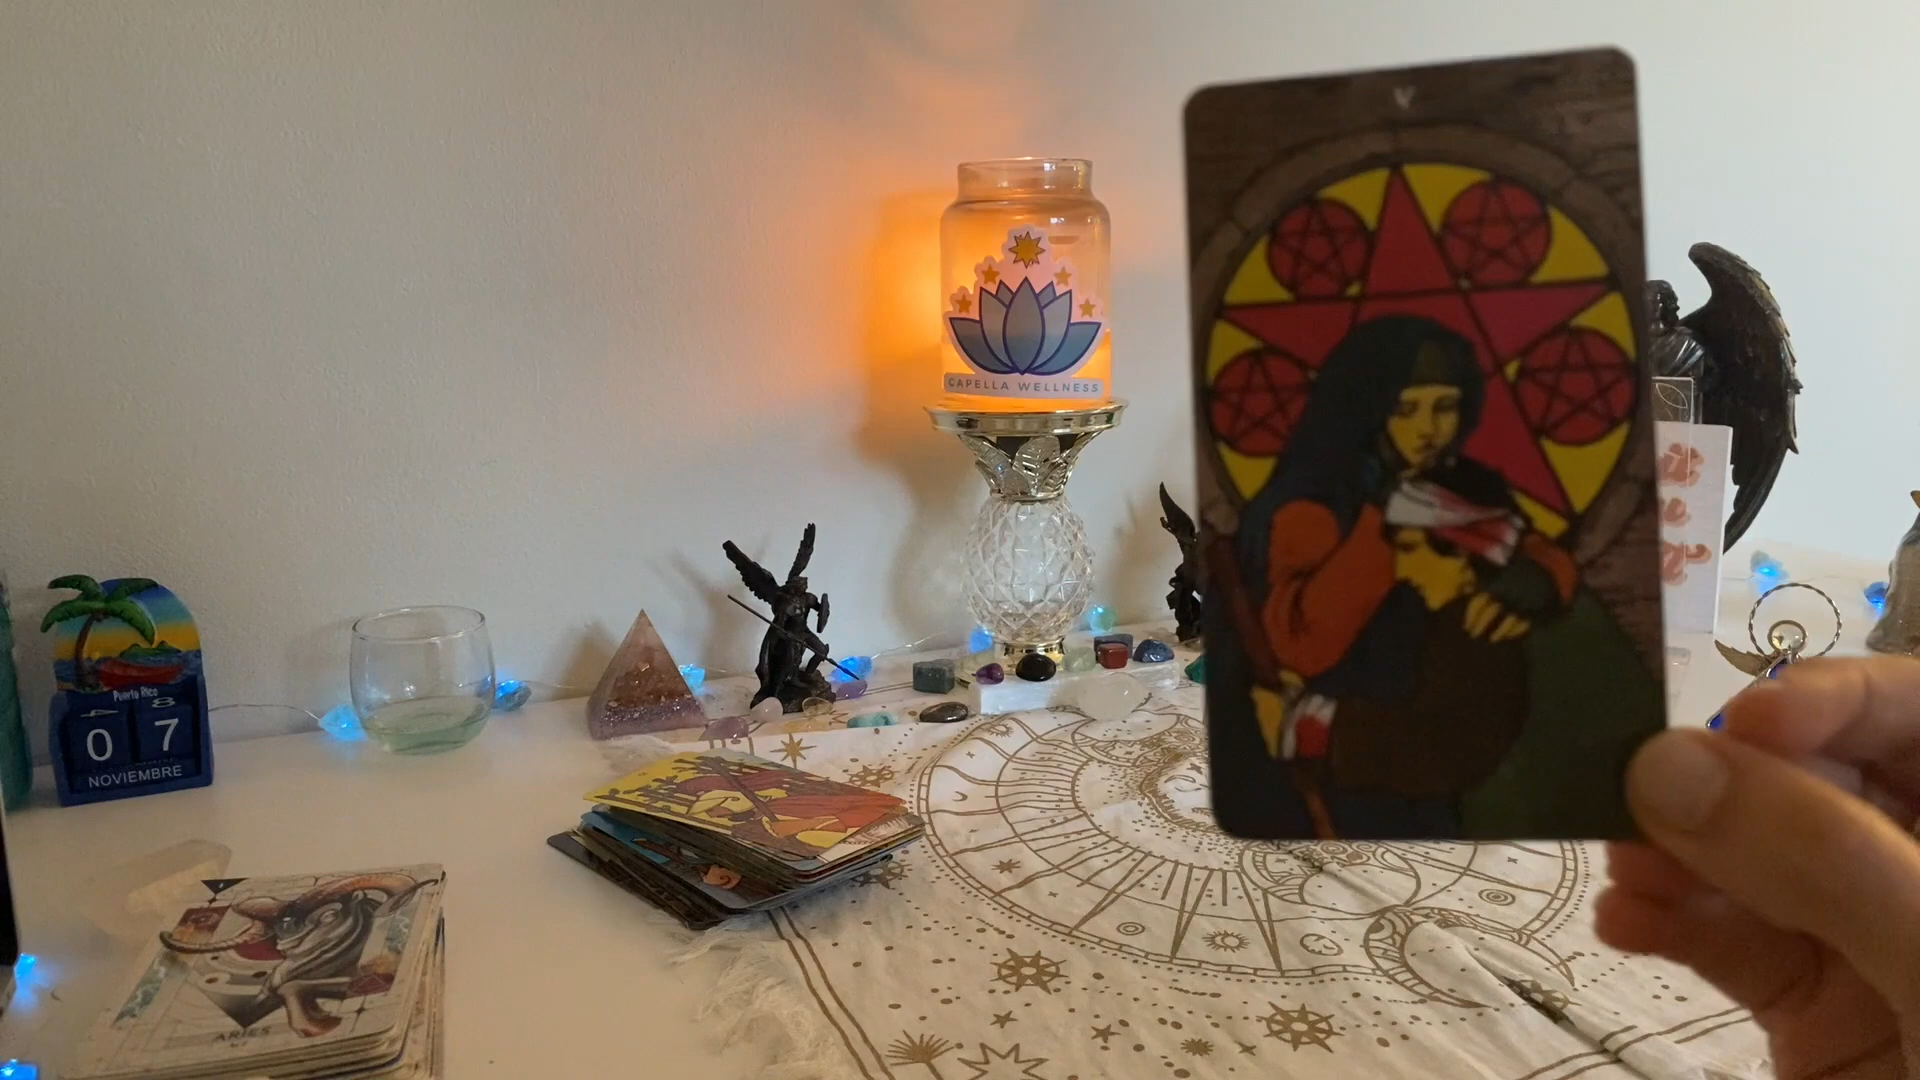 V
CAPELLA WELLNESS
Puerto Rico
0 7
NOVIEMBRE
ARIES